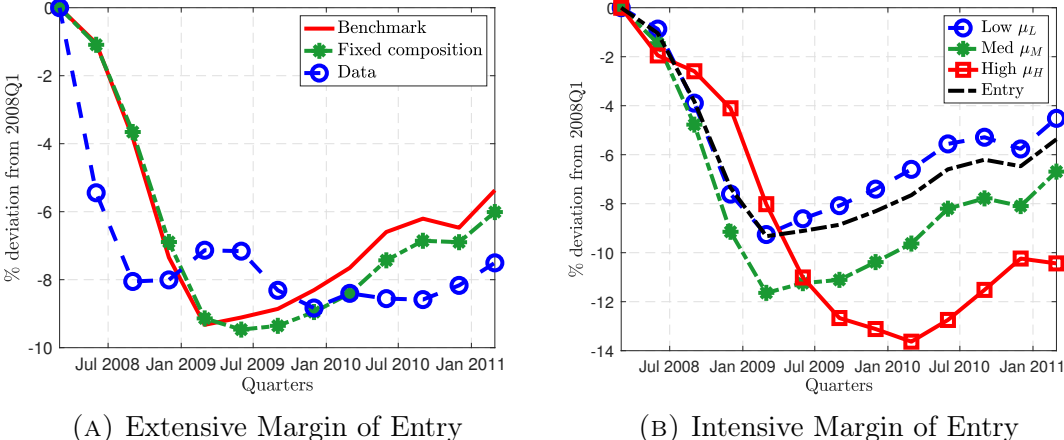 0
-2
-4
-6
-8
-10
% deviation from 2008Q1
Benchmark
Fixed composition
Data
Jul 2008 Jan 2009 Jul 2009 Jan 2010 Jul 2010 Jan 2011
Quarters
(A) Extensive Margin of Entry
0
-2
-4
-6
-8
-10
-12
-14
% deviation from 2008Q1
Low μL
Med μM
High μH
Entry
Jul 2008 Jan 2009 Jul 2009 Jan 2010 Jul 2010 Jan 2011
Quarters
(B) Intensive Margin of Entry